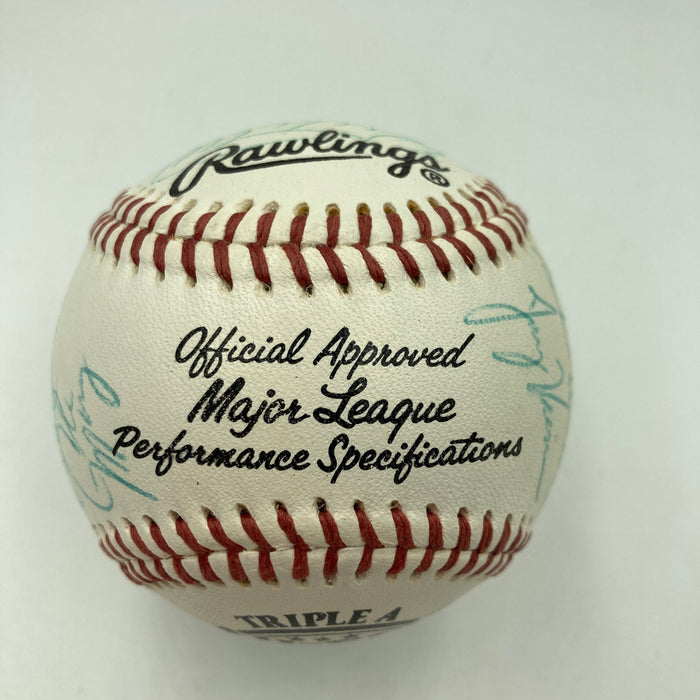 Rawlings®
Official Approved
Major League
Performance Specifications
TRIPLE A